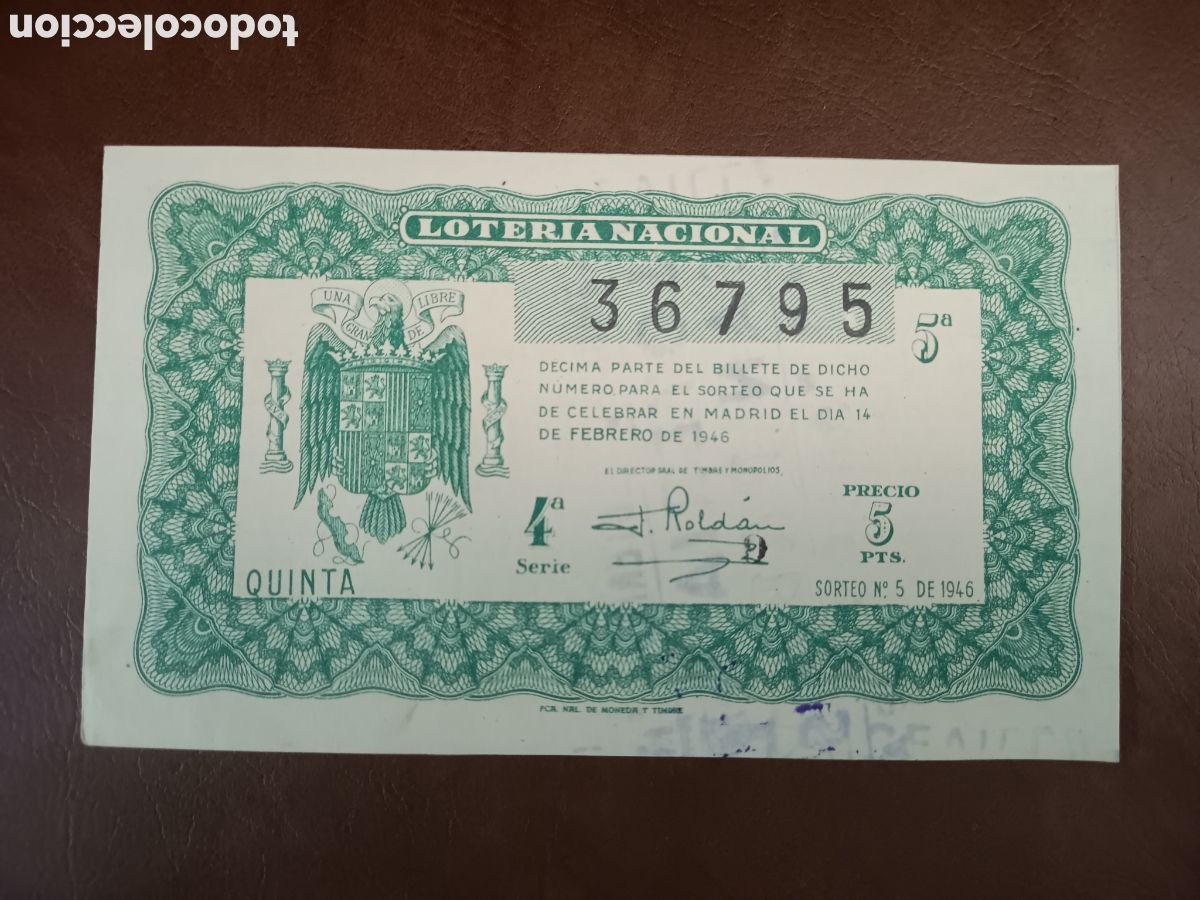 todocoleccion
LOTERIA NACIONAL
UNA GRANDE LIBRE
36795
5ª
DECIMA PARTE DEL BILLETE DE DICHO
NÚMERO PARA EL SORTEO QUE SE HA
DE CELEBRAR EN MADRID EL DIA 14
DE FEBRERO DE 1946
EL DIRECTOR GRAL DE TIMBRE Y MONOPOLIOS,
4ª
Serie
J. Roldán
PRECIO
5
PTS.
QUINTA
SORTEO Nº. 5 DE 1946
FCA. NAL. DE MONEDA Y TIMBRE